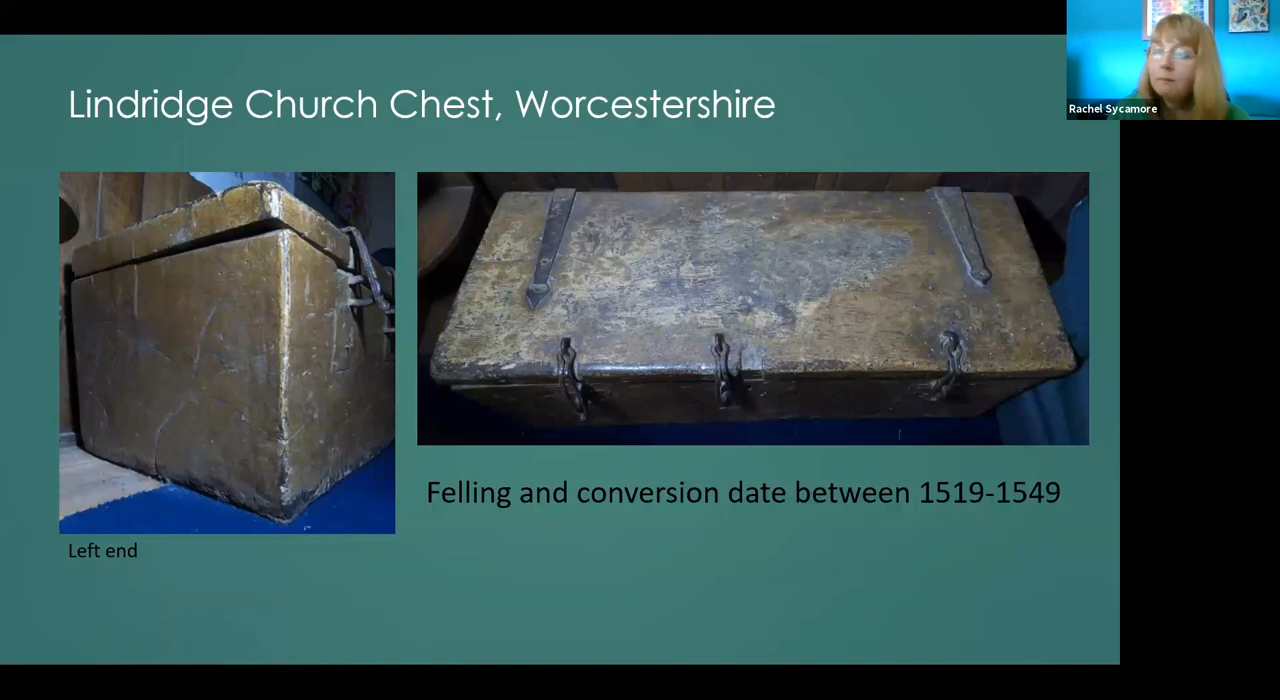 Lindridge Church Chest, Worcestershire
Rachel Sycamore
Felling and conversion date between 1519-1549
Left end